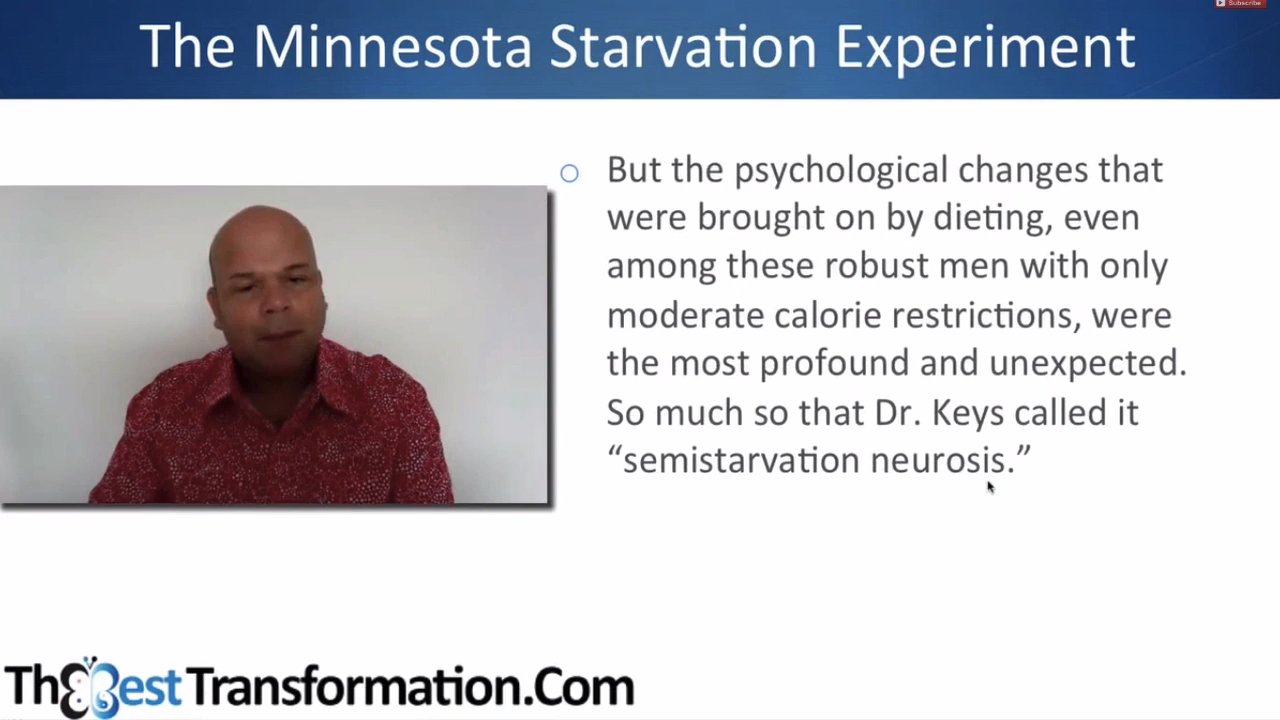 Subscribe
The Minnesota Starvation Experiment
But the psychological changes that
were brought on by dieting, even
among these robust men with only
moderate calorie restrictions, were
the most profound and unexpected.
So much so that Dr. Keys called it
“semistarvation neurosis.”
TheBestTransformation.Com